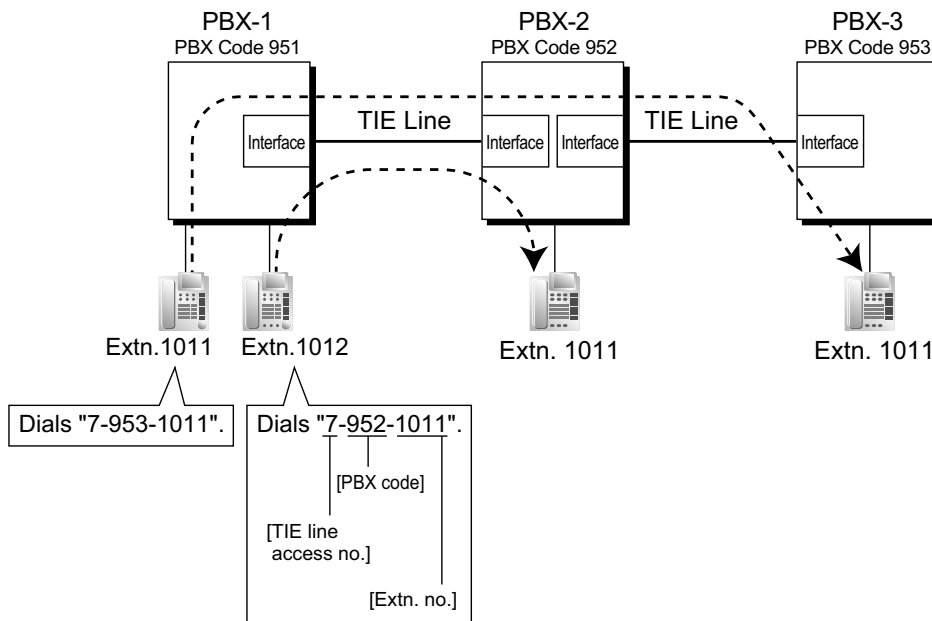 PBX-1
PBX Code 951
PBX-2
PBX Code 952
PBX-3
PBX Code 953
TIE Line
TIE Line
Interface
Interface
Interface
Interface
Extn.1011
Extn.1012
Extn. 1011
Extn. 1011
Dials "7-953-1011".
Dials "7-952-1011".
[PBX code]
[TIE line
access no.]
[Extn. no.]